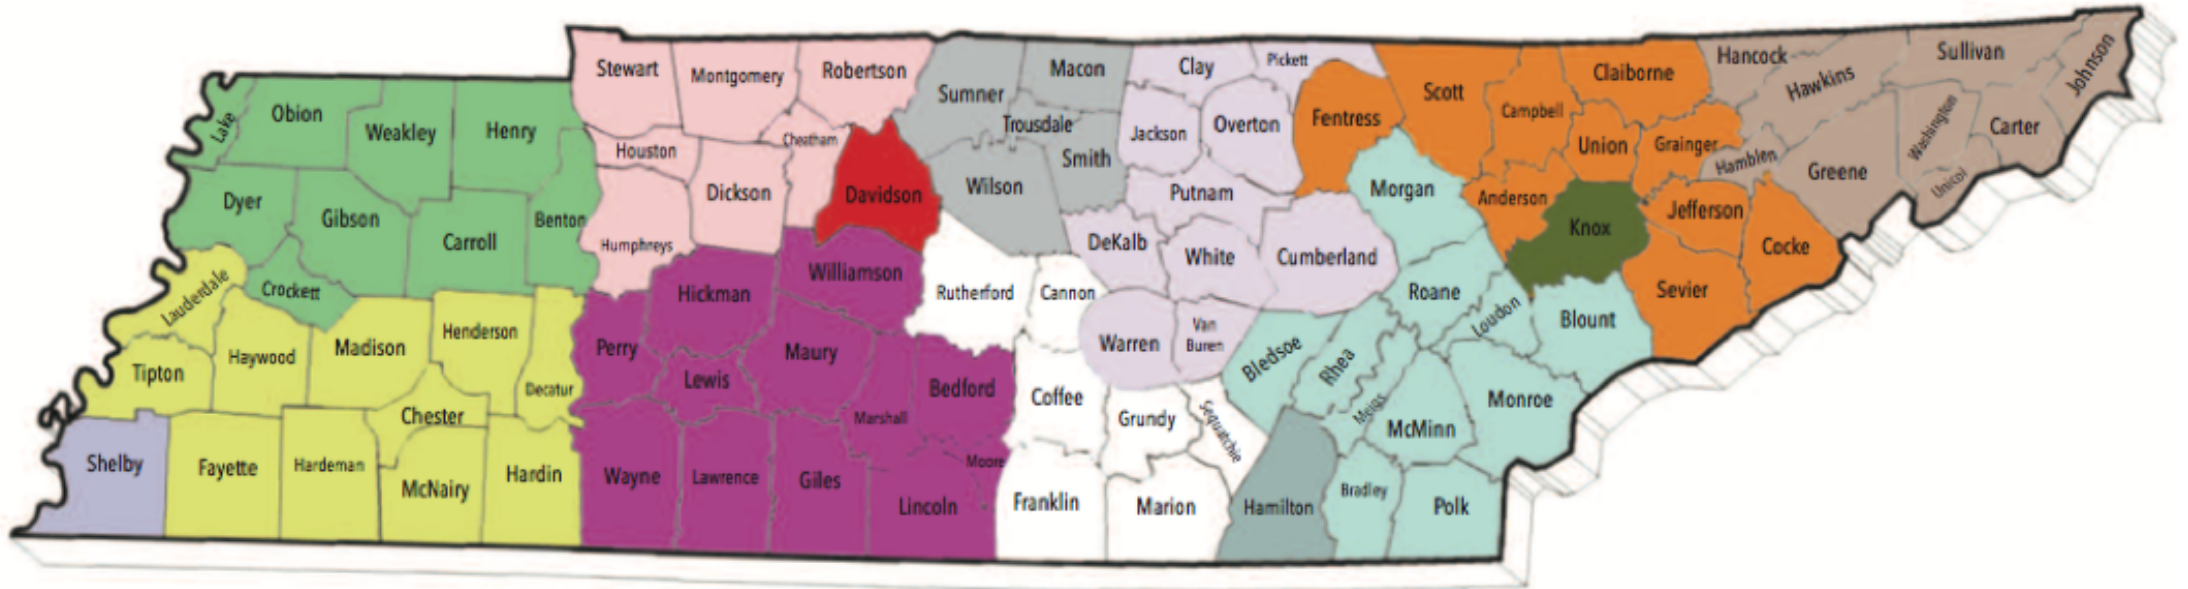 Stewart
Montgomery
Robertson
Sumner
Macon
Clay
Pickett
Scott
Claiborne
Hancock
Hawkins
Sullivan
Johnson
Lake
Obion
Weakley
Henry
Houston
Cheatham
Trousdale
Smith
Jackson
Overton
Fentress
Campbell
Union
Grainger
Hamblen
Greene
Washington
Carter
Unicoi
Dyer
Gibson
Carroll
Benton
Humphreys
Dickson
Davidson
Wilson
Putnam
Morgan
Anderson
Knox
Jefferson
Cocke
Lauderdale
Crockett
Hickman
Williamson
Rutherford
Cannon
DeKalb
White
Cumberland
Roane
Loudon
Blount
Sevier
Tipton
Haywood
Madison
Henderson
Decatur
Perry
Lewis
Maury
Marshall
Bedford
Coffee
Warren
Van
Buren
Bledsoe
Rhea
Meigs
McMinn
Monroe
Chester
Moore
Grundy
Sequatchie
Shelby
Fayette
Hardeman
McNairy
Hardin
Wayne
Lawrence
Giles
Lincoln
Franklin
Marion
Hamilton
Bradley
Polk